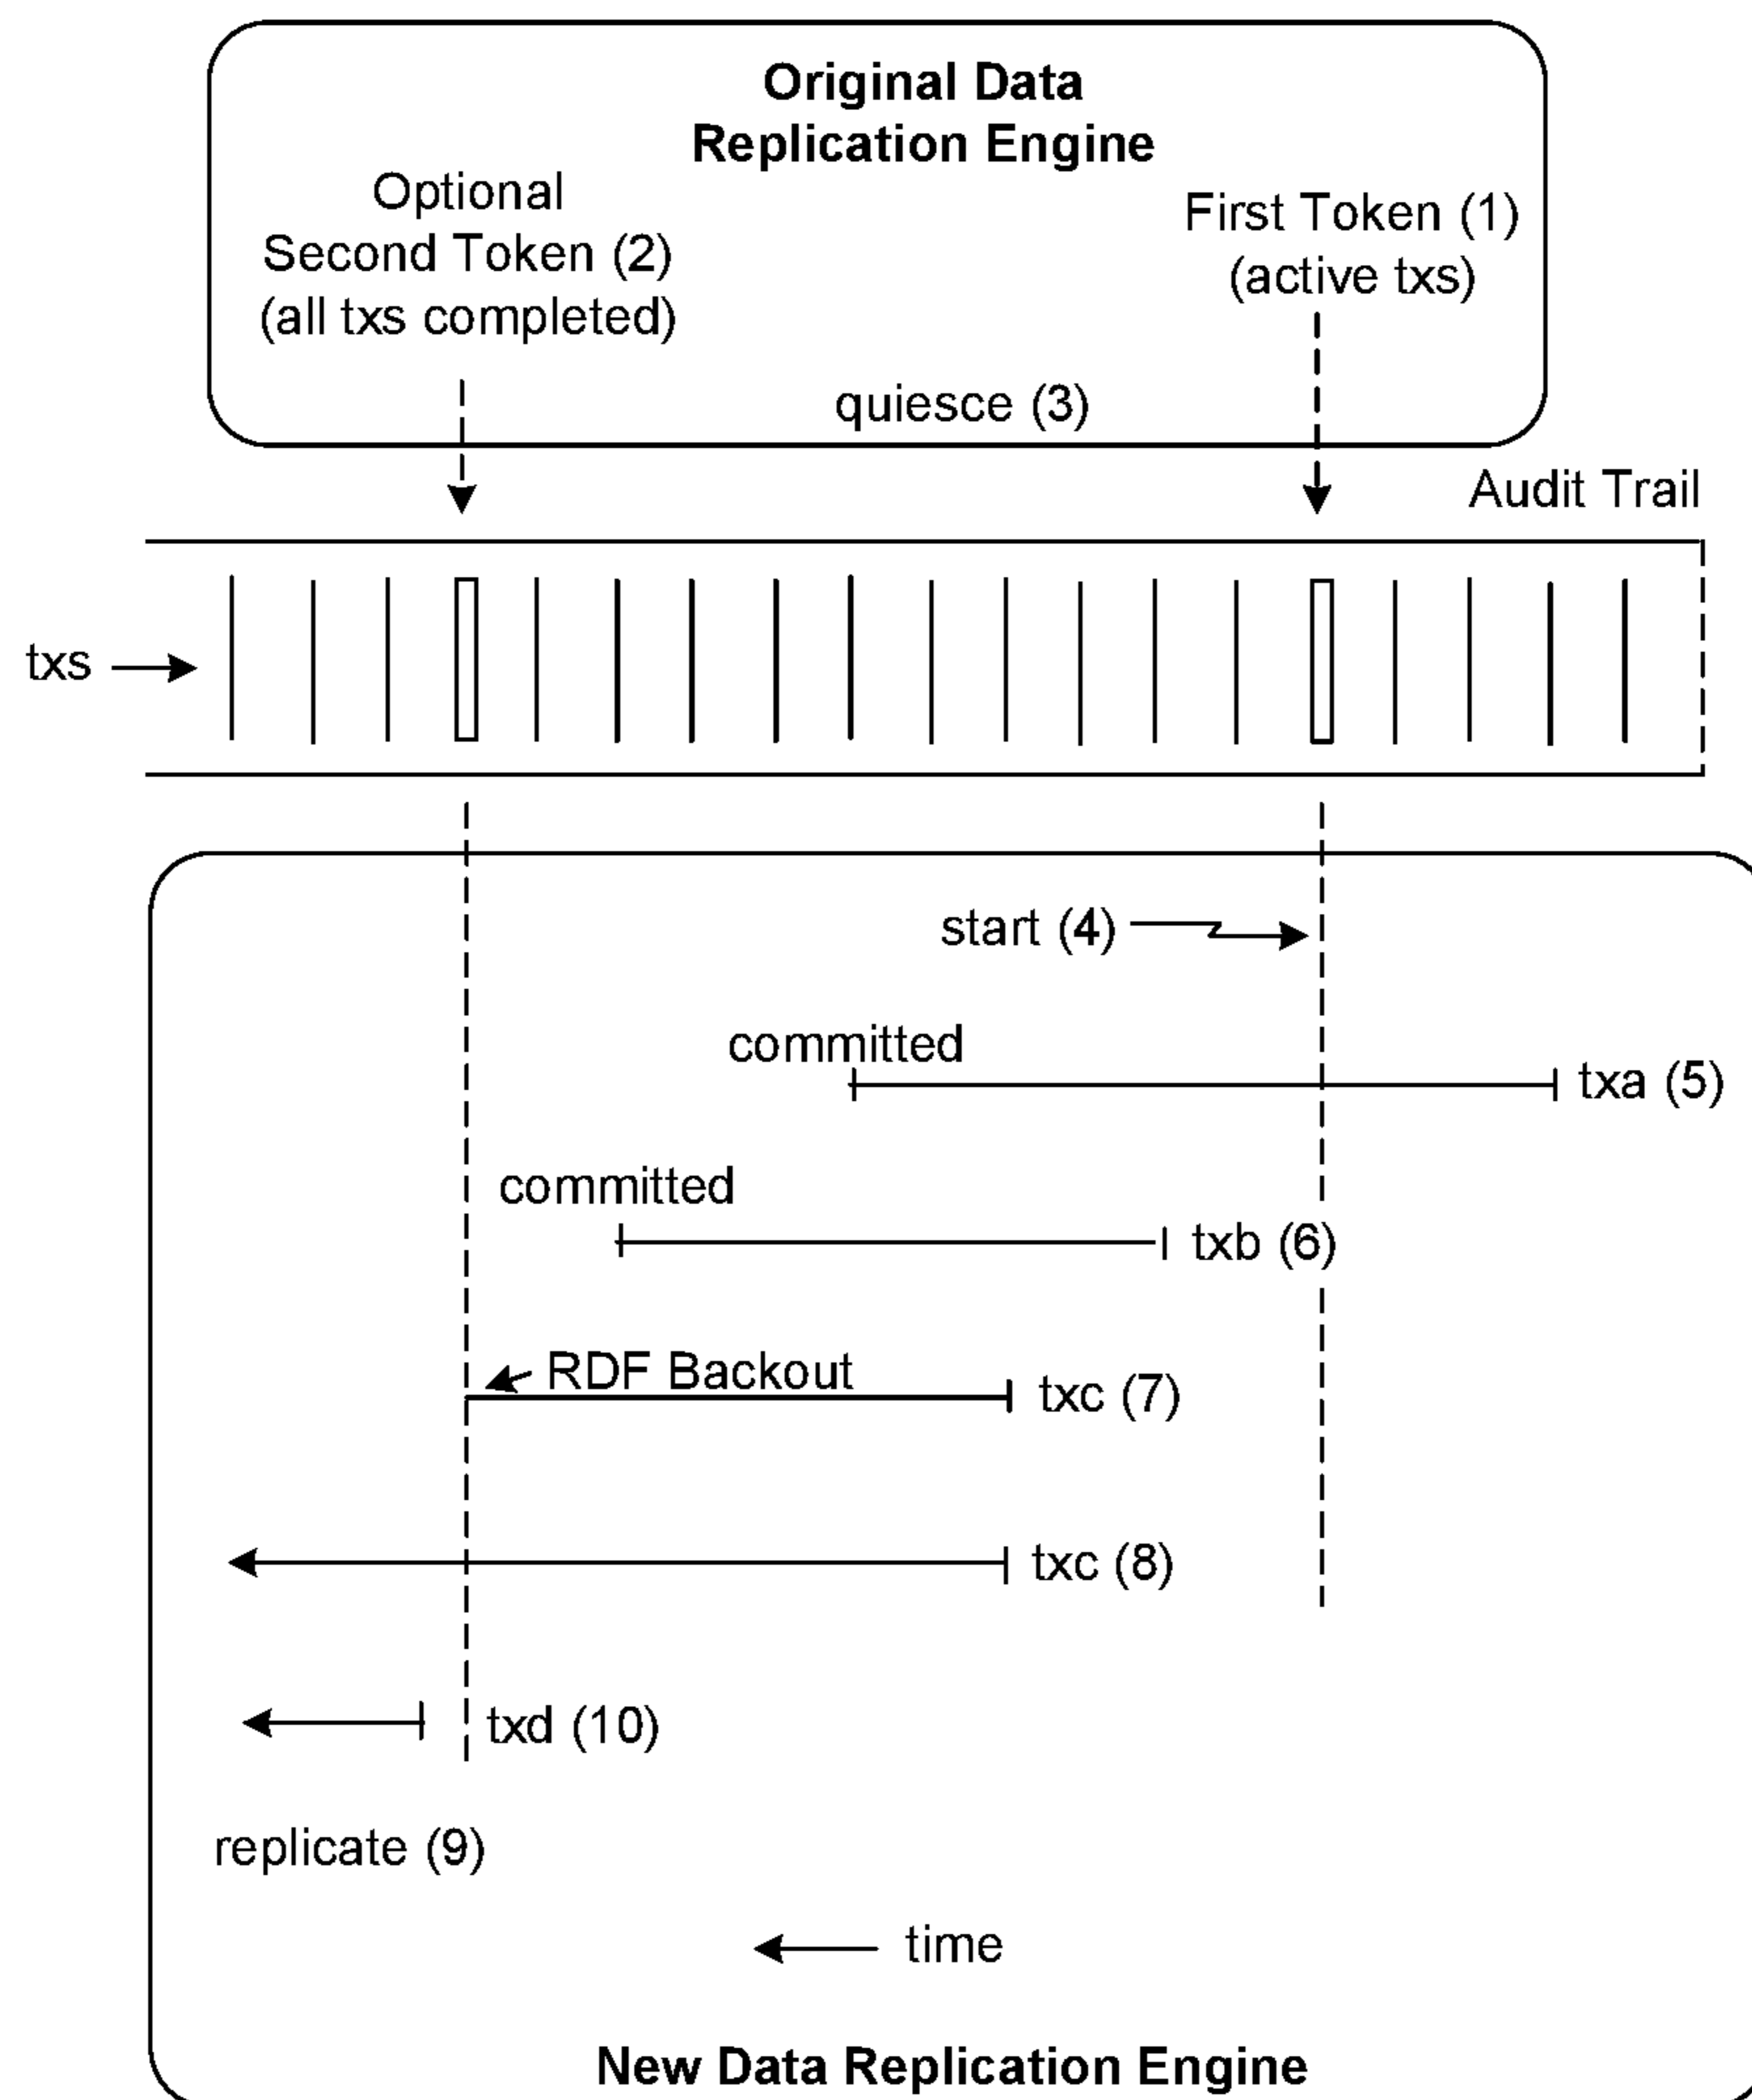 Original Data
Replication Engine
Optional
Second Token (2)
(all txs completed)
First Token (1)
(active txs)
quiesce (3)
Audit Trail
txs
start (4)
committed
txa (5)
committed
txb (6)
RDF Backout
txc (7)
txc (8)
txd (10)
replicate (9)
time
New Data Replication Engine